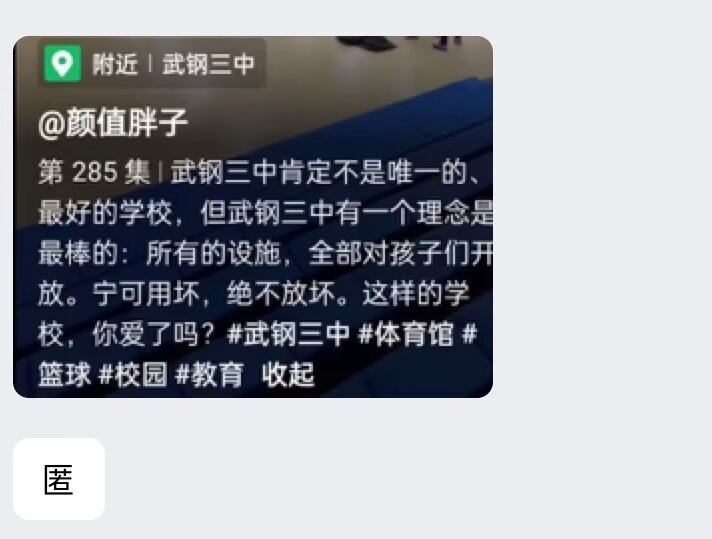 附近 | 武钢三中
@颜值胖子
第 285 集 | 武钢三中肯定不是唯一的、
最好的学校，但武钢三中有一个理念是
最棒的：所有的设施，全部对孩子们开
放。宁可用坏，绝不放坏。这样的学
校，你爱了吗？#武钢三中 #体育馆 #
篮球 #校园 #教育 收起
匿